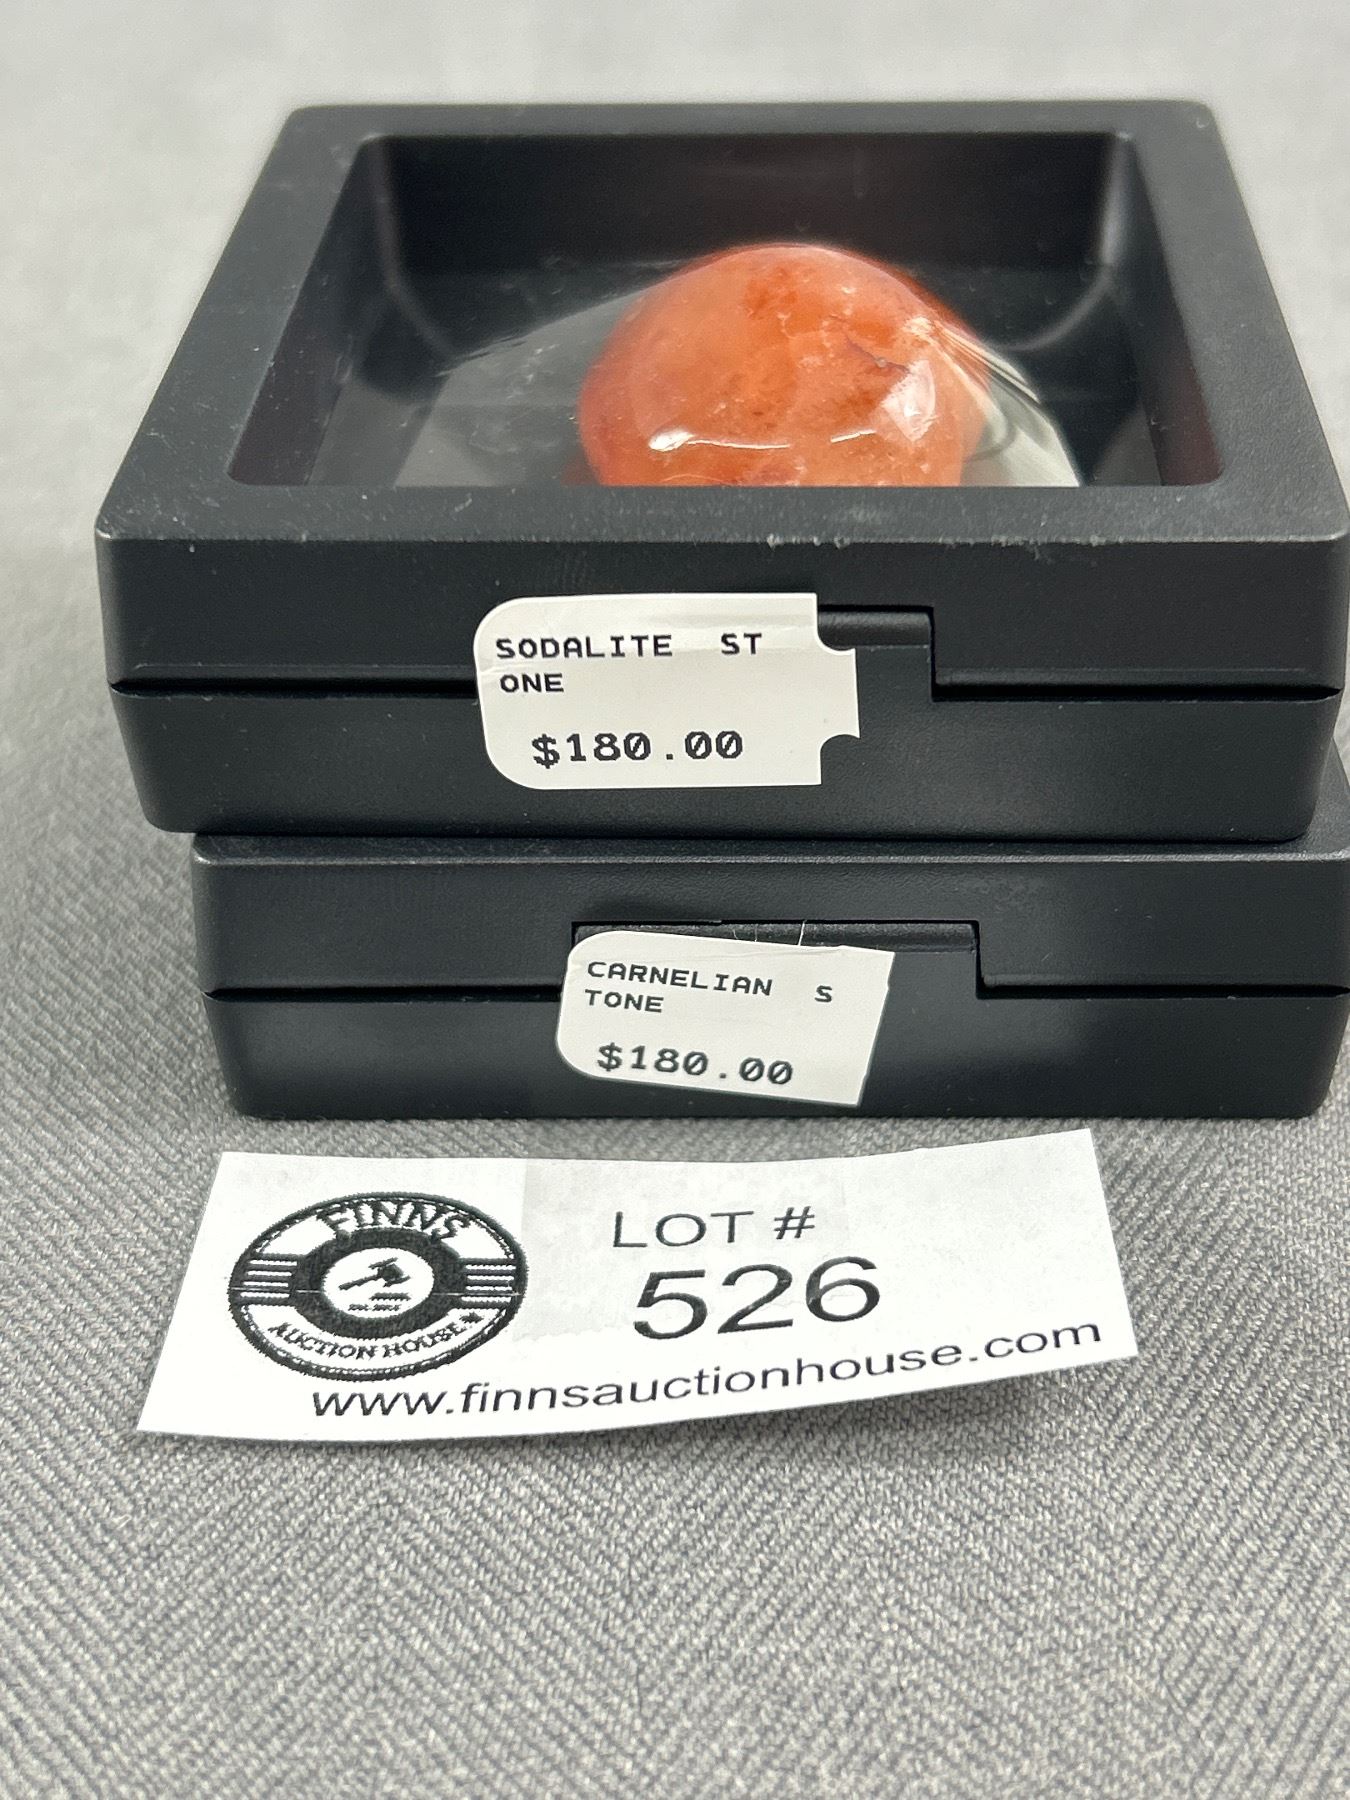 SODALITE ST
ONE
$180.00
CARNELIAN S
TONE
$180.00
FINNS
AUCTION HOUSE
LOT #
526
www.finnsauctionhouse.com